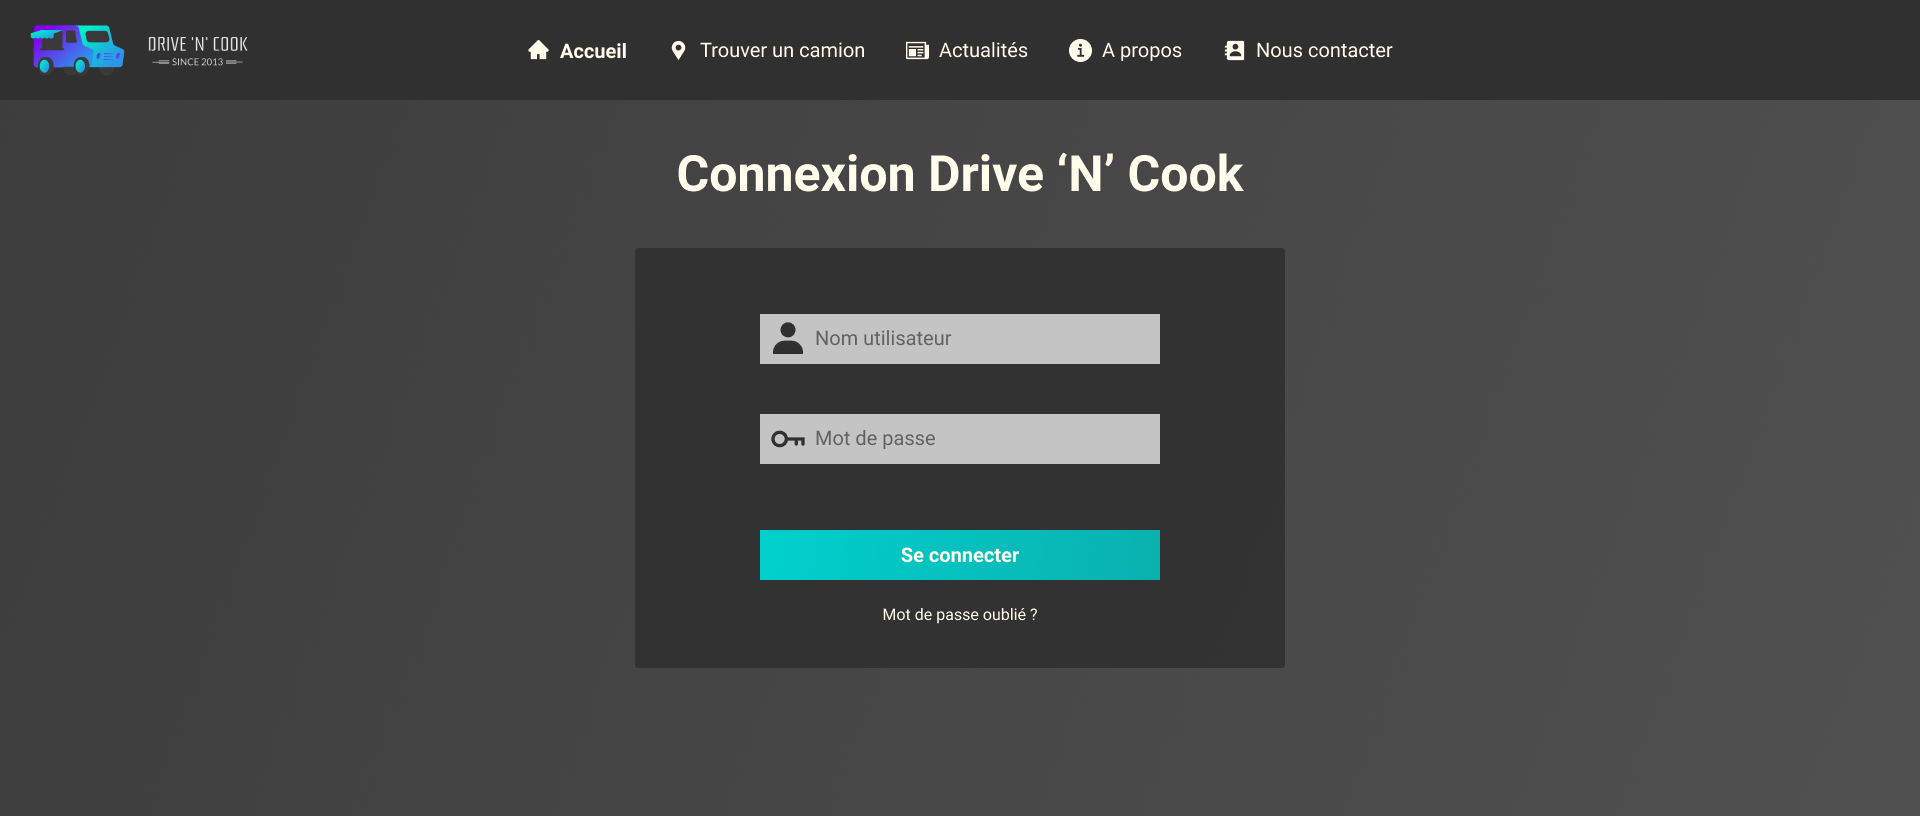 DRIVE 'N' COOK
SINCE 2013
Accueil
Trouver un camion
Actualités
A propos
Nous contacter
Connexion Drive ‘N’ Cook
Nom utilisateur
Mot de passe
Se connecter
Mot de passe oublié ?